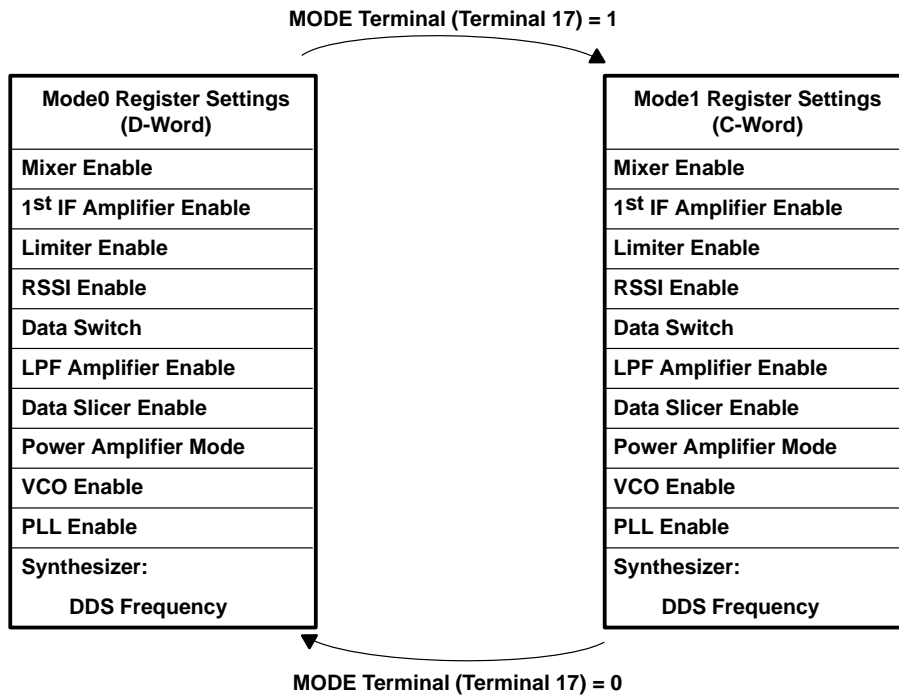 MODE Terminal (Terminal 17) = 1
Mode0 Register Settings
(D-Word)
Mixer Enable
1st IF Amplifier Enable
Limiter Enable
RSSI Enable
Data Switch
LPF Amplifier Enable
Data Slicer Enable
Power Amplifier Mode
VCO Enable
PLL Enable
Synthesizer:
DDS Frequency
Mode1 Register Settings
(C-Word)
Mixer Enable
1st IF Amplifier Enable
Limiter Enable
RSSI Enable
Data Switch
LPF Amplifier Enable
Data Slicer Enable
Power Amplifier Mode
VCO Enable
PLL Enable
Synthesizer:
DDS Frequency
MODE Terminal (Terminal 17) = 0